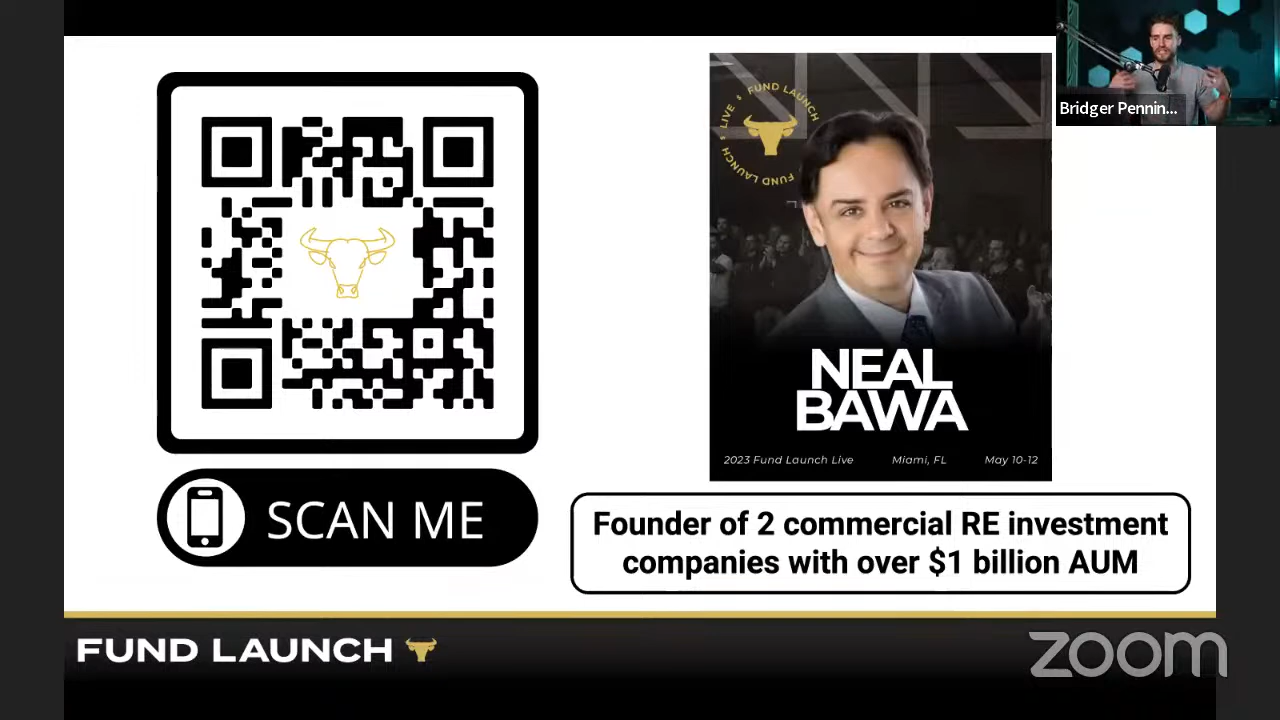 Bridger Pennin...
LIVE $ FUND LAUNCH $ FUND LAUNCH
NEAL
BAWA
2023 Fund Launch Live Miami, FL May 10-12
SCAN ME
Founder of 2 commercial RE investment
companies with over $1 billion AUM
FUND LAUNCH
zoom